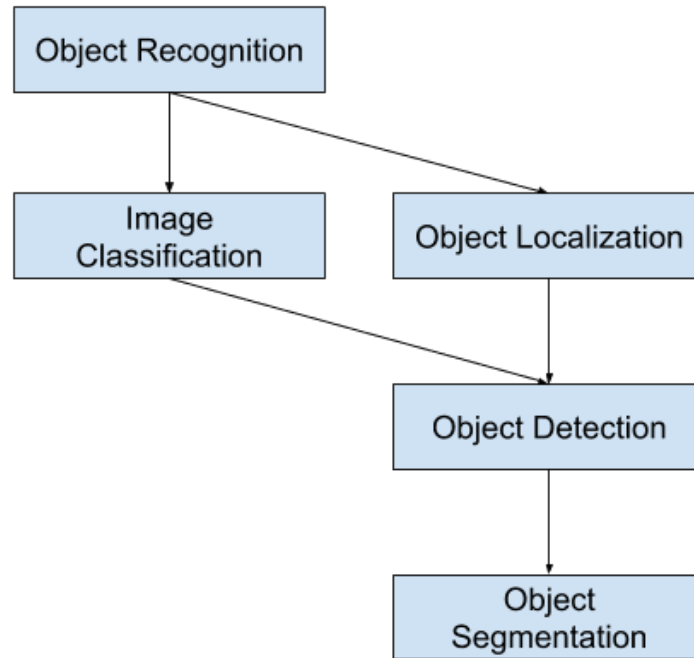 Object Recognition
Image
Classification
Object Localization
Object Detection
Object
Segmentation